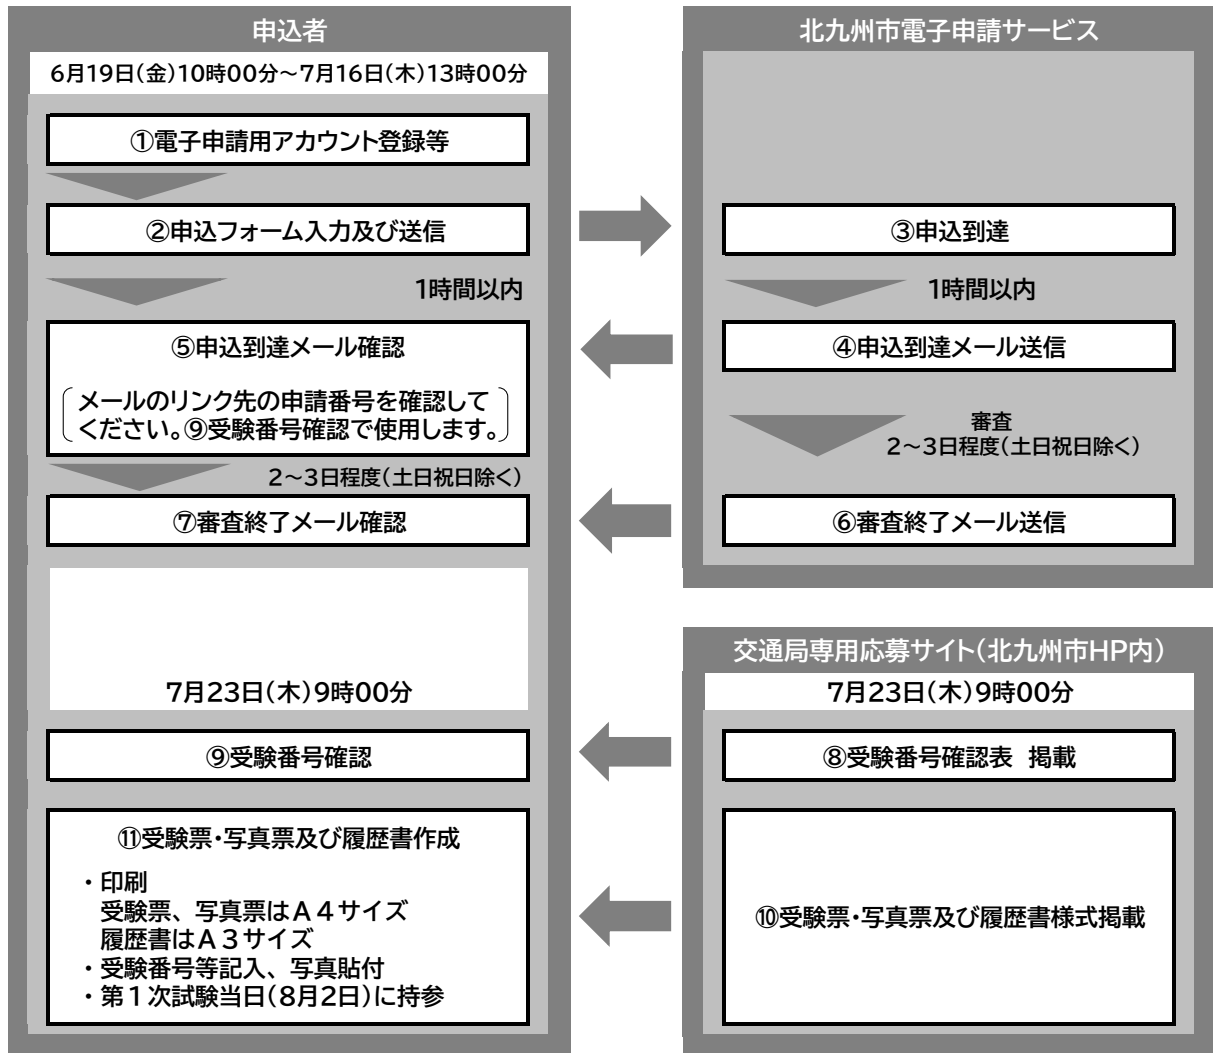 申込者
6月19日(金)10時00分～7月16日(木)13時00分
①電子申請用アカウント登録等
②申込フォーム入力及び送信
1時間以内
⑤申込到達メール確認
メールのリンク先の申請番号を確認して
ください。⑨受験番号確認で使用します。
2～3日程度(土日祝日除く)
⑦審査終了メール確認
7月23日(木)9時00分
⑨受験番号確認
⑪受験票・写真票及び履歴書作成
・印刷
受験票、写真票はA4サイズ
履歴書はA3サイズ
・受験番号等記入、写真貼付
・第1次試験当日(8月2日)に持参
北九州市電子申請サービス
③申込到達
1時間以内
④申込到達メール送信
審査
2～3日程度(土日祝日除く)
⑥審査終了メール送信
交通局専用応募サイト(北九州市HP内)
7月23日(木)9時00分
⑧受験番号確認表 掲載
⑩受験票・写真票及び履歴書様式掲載